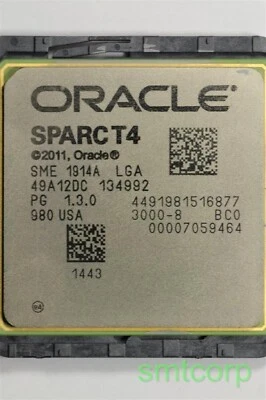 ORACLE
SPARC T4
©2011, Oracle®
SME 1914A LGA
49A12DC 134992
PG 1.3.0 4491981516877
980 USA 3000-8 BC0
00007059464
1443
e4
smtcorp